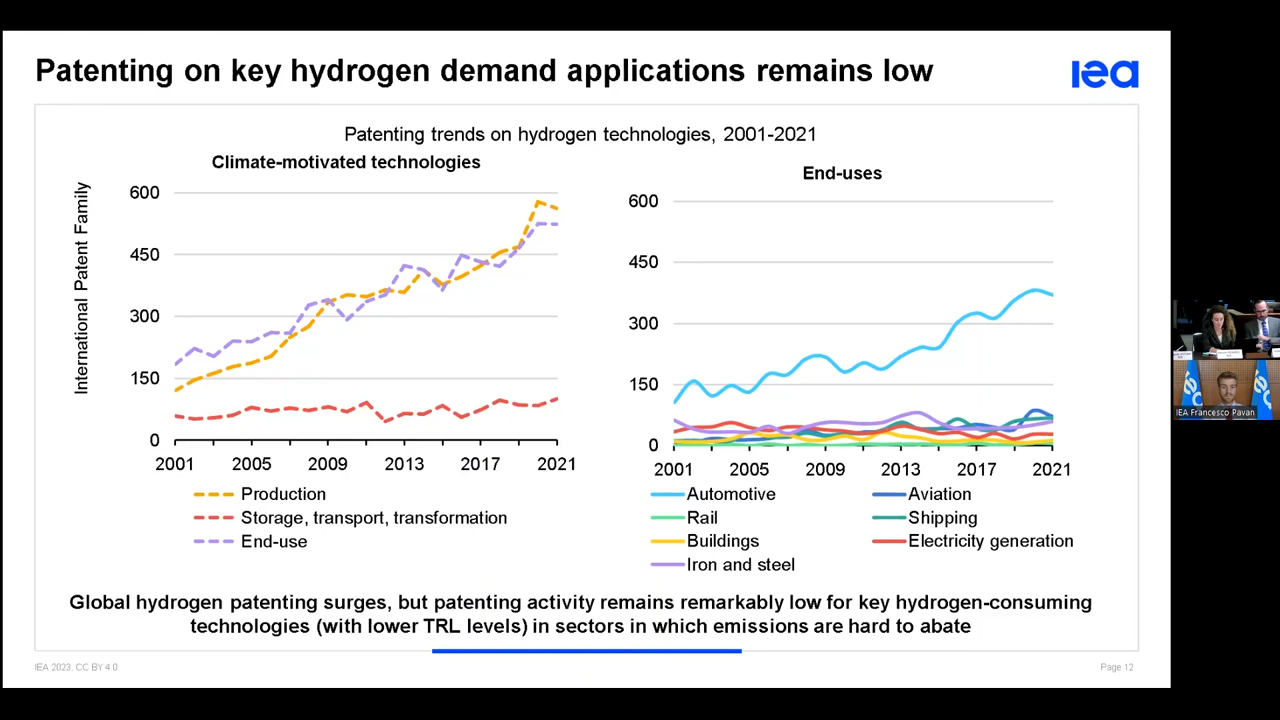 Patenting on key hydrogen demand applications remains low
iea
Patenting trends on hydrogen technologies, 2001-2021
Climate-motivated technologies
International Patent Family
600
450
300
150
0
2001 2005 2009 2013 2017 2021
Production
Storage, transport, transformation
End-use
End-uses
600
450
300
150
0
2001 2005 2009 2013 2017 2021
Automotive Aviation
Rail Shipping
Buildings Electricity generation
Iron and steel
Global hydrogen patenting surges, but patenting activity remains remarkably low for key hydrogen-consuming
technologies (with lower TRL levels) in sectors in which emissions are hard to abate
IEA 2023. CC BY 4.0.
Page 12
IEA Francesco Pavan